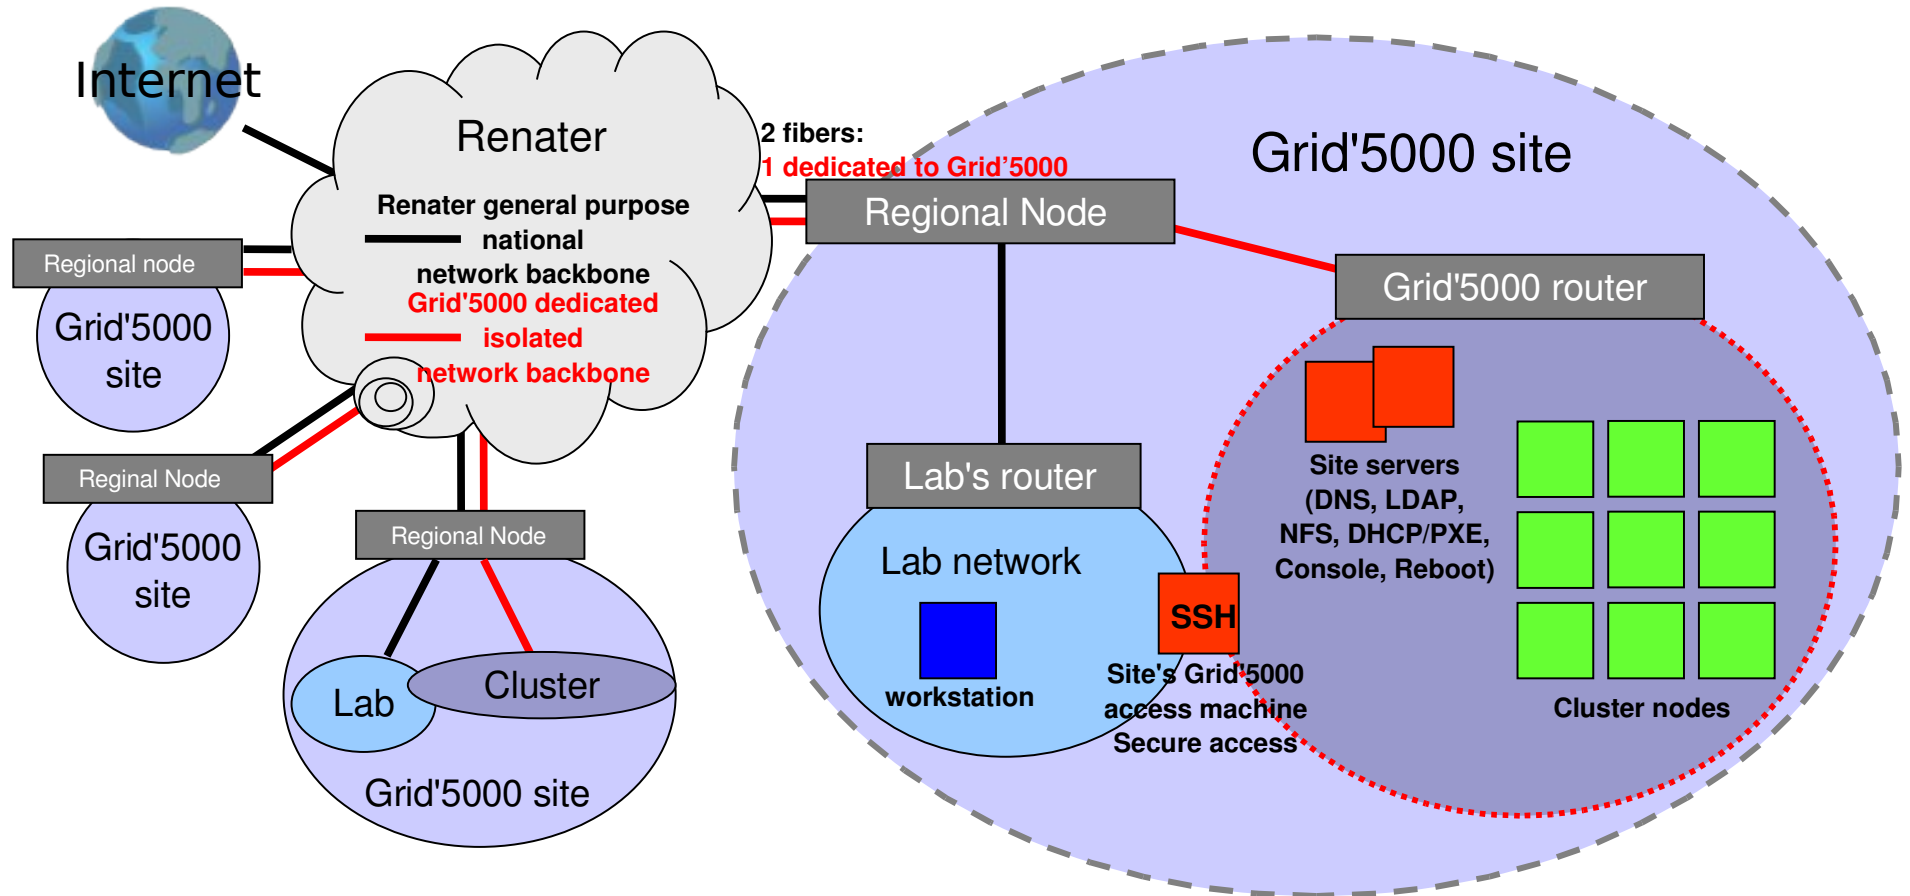 Internet
Renater
Renater general purpose
national
network backbone
Grid'5000 dedicated
isolated
network backbone
2 fibers:
1 dedicated to Grid'5000
Regional node
Grid'5000
site
Reginal Node
Grid'5000
site
Regional Node
Lab
Cluster
Grid'5000 site
Grid'5000 site
Regional Node
Grid'5000 router
Lab's router
Lab network
workstation
SSH
Site's Grid'5000
access machine
Secure access
Site servers
(DNS, LDAP,
NFS, DHCP/PXE,
Console, Reboot)
Cluster nodes